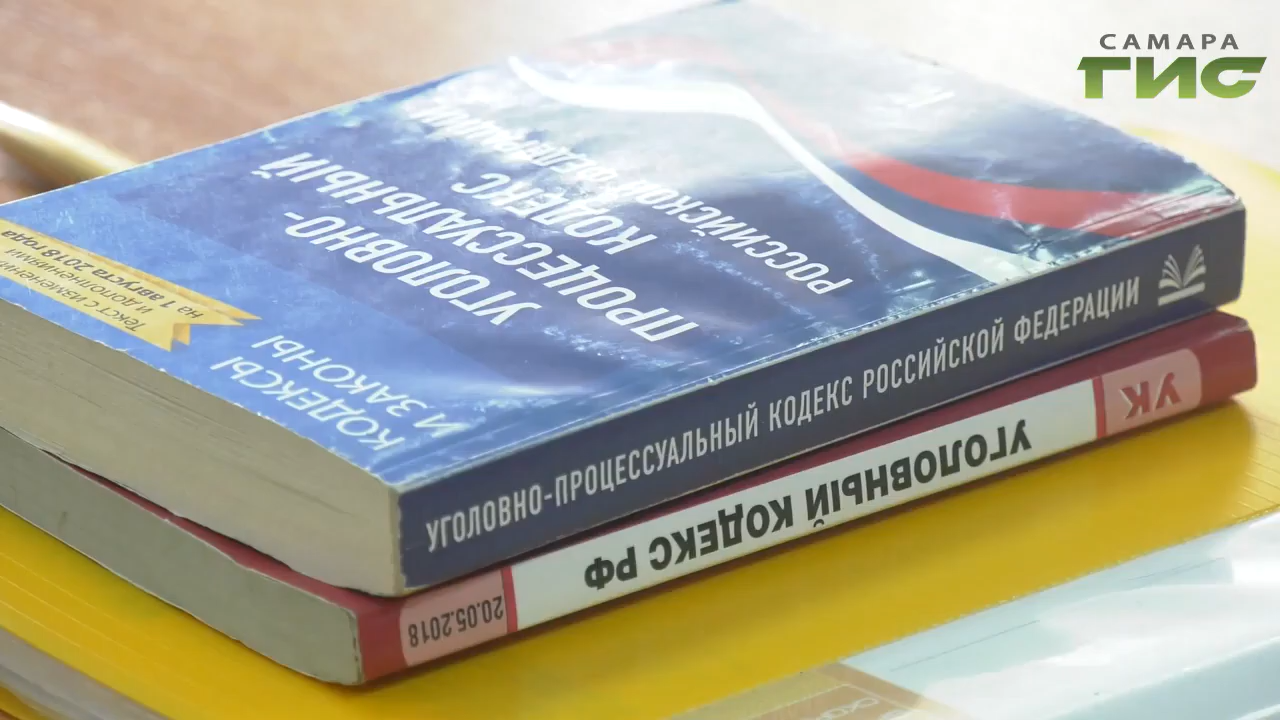 САМАРА
ГИС
УГОЛОВНО-
ПРОЦЕССУАЛЬНЫЙ
КОДЕКС
РОССИЙСКОЙ ФЕДЕРАЦИИ
Текст с изменениями
и дополнениями
на 1 августа 2018 года
КОДЕКСЫ
И ЗАКОНЫ
УГОЛОВНО-ПРОЦЕССУАЛЬНЫЙ КОДЕКС РОССИЙСКОЙ ФЕДЕРАЦИИ
УК
УГОЛОВНЫЙ КОДЕКС РФ
20.05.2018